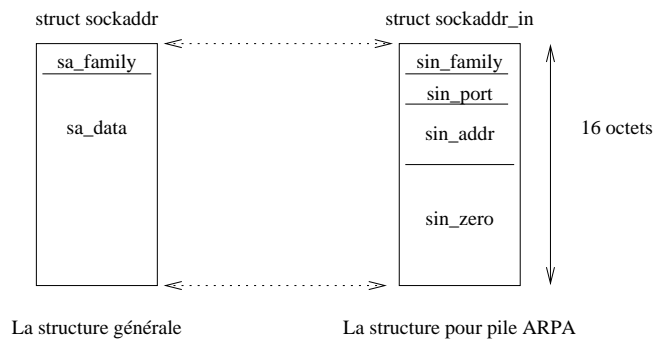 struct sockaddr
struct sockaddr_in
sa_family
sa_data
sin_family
sin_port
sin_addr
sin_zero
16 octets
La structure générale
La structure pour pile ARPA